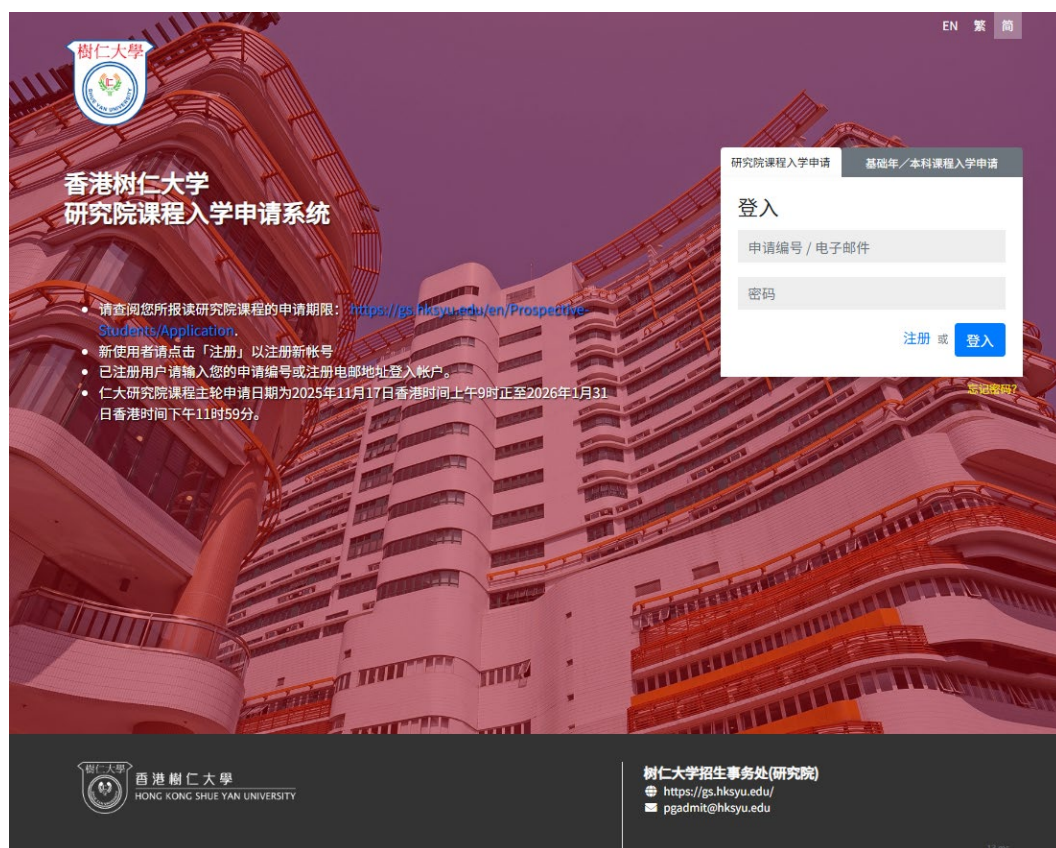 EN 繁 简
樹仁大學
仁
SHUE YAN UNIVERSITY
研究院课程入学申请
基础年／本科课程入学申请
香港树仁大学
研究院课程入学申请系统
登入
申请编号 / 电子邮件
密码
注册 或 登入
忘记密码?
请查阅您所报读研究院课程的申请期限： https://gs.hksyu.edu/en/Prospective-
Students/Application.
新使用者请点击「注册」以注册新帐号
已注册用户请输入您的申请编号或注册电邮地址登入帐户。
仁大研究院课程主轮申请日期为2025年11月17日香港时间上午9时正至2026年1月31
日香港时间下午11时59分。
樹仁大學
香港樹仁大學
HONG KONG SHUE YAN UNIVERSITY
树仁大学招生事务处(研究院)
https://gs.hksyu.edu/
pgadmit@hksyu.edu